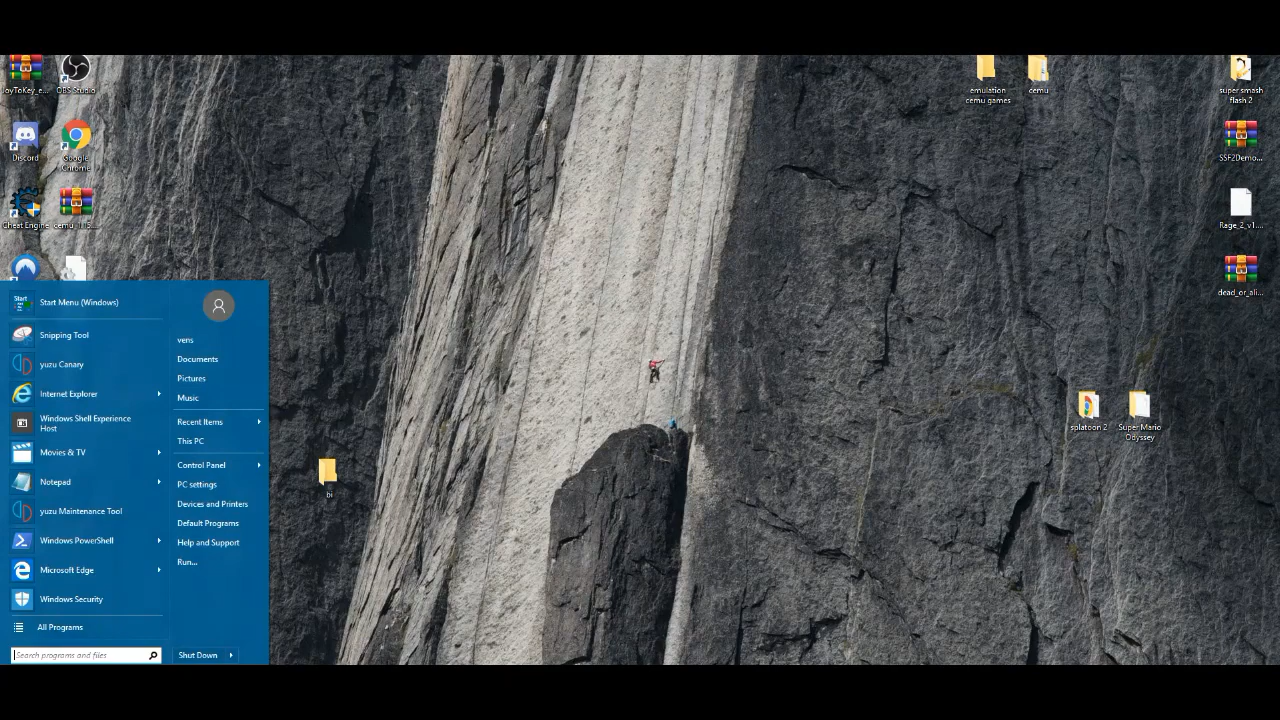 JoyToKey_e...
OBS Studio
Discord
Google
Chrome
Cheat Engine
cemu_1.15....
emulation
cemu games
cemu
super smash
flash 2
SSF2Demo...
Rage_2_v1....
dead_or_ali...
splatoon 2
Super Mario
Odyssey
bi
Start
Start Menu (Windows)
Snipping Tool
yuzu Canary
Internet Explorer
Windows Shell Experience
Host
Movies & TV
Notepad
yuzu Maintenance Tool
Windows PowerShell
Microsoft Edge
Windows Security
All Programs
Search programs and files
vens
Documents
Pictures
Music
Recent Items
This PC
Control Panel
PC settings
Devices and Printers
Default Programs
Help and Support
Run...
Shut Down